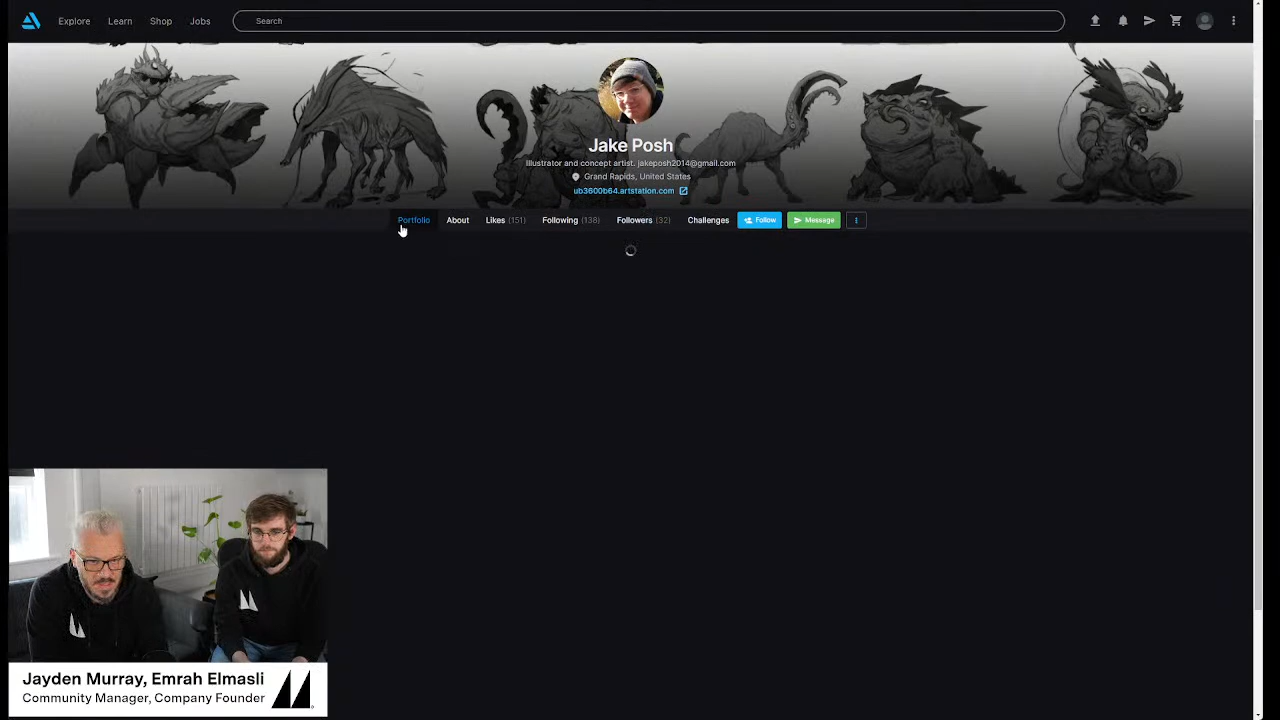 Explore Learn Shop Jobs Search
Jake Posh
Illustrator and concept artist. jakeposh2014@gmail.com
Grand Rapids, United States
ub3600b64.artstation.com
Portfolio About Likes (151) Following (136) Followers (32) Challenges Follow Message
Jayden Murray, Emrah Elmasli
Community Manager, Company Founder